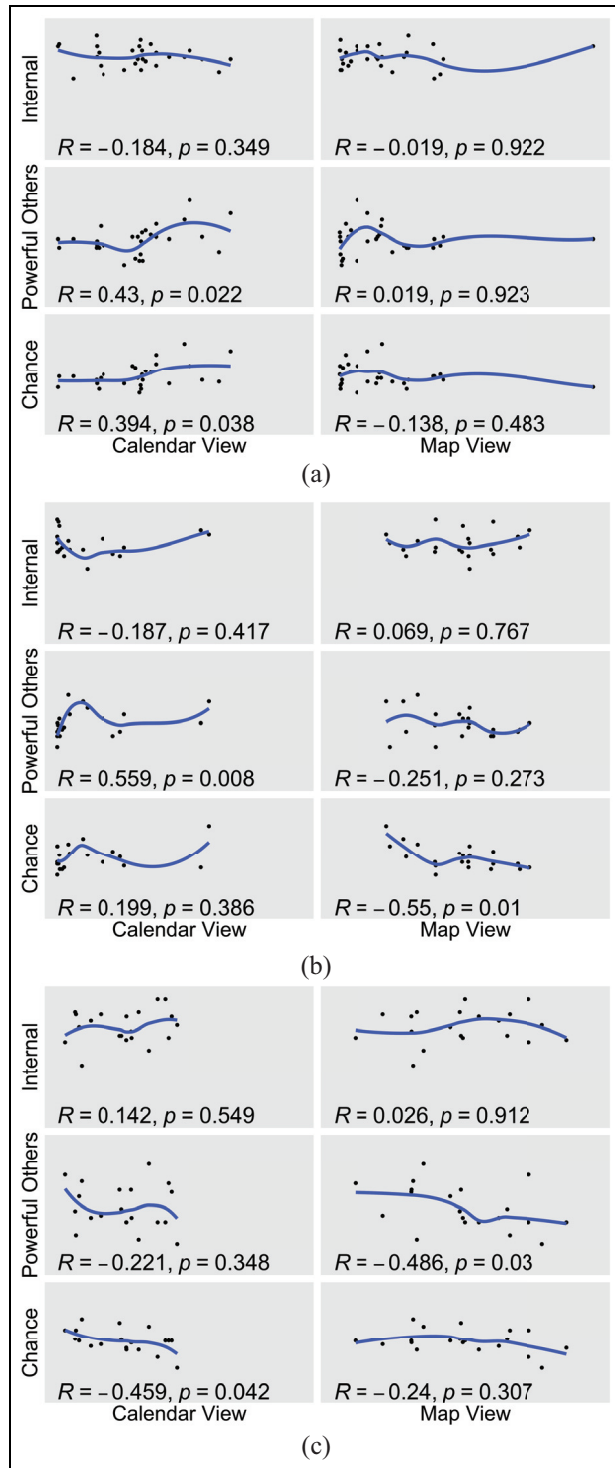 Internal
R = −0.184, p = 0.349
R = −0.019, p = 0.922
Powerful Others
R = 0.43, p = 0.022
R = 0.019, p = 0.923
Chance
R = 0.394, p = 0.038
R = −0.138, p = 0.483
Calendar View
Map View
(a)
Internal
R = −0.187, p = 0.417
R = 0.069, p = 0.767
Powerful Others
R = 0.559, p = 0.008
R = −0.251, p = 0.273
Chance
R = 0.199, p = 0.386
R = −0.55, p = 0.01
Calendar View
Map View
(b)
Internal
R = 0.142, p = 0.549
R = 0.026, p = 0.912
Powerful Others
R = −0.221, p = 0.348
R = −0.486, p = 0.03
Chance
R = −0.459, p = 0.042
R = −0.24, p = 0.307
Calendar View
Map View
(c)